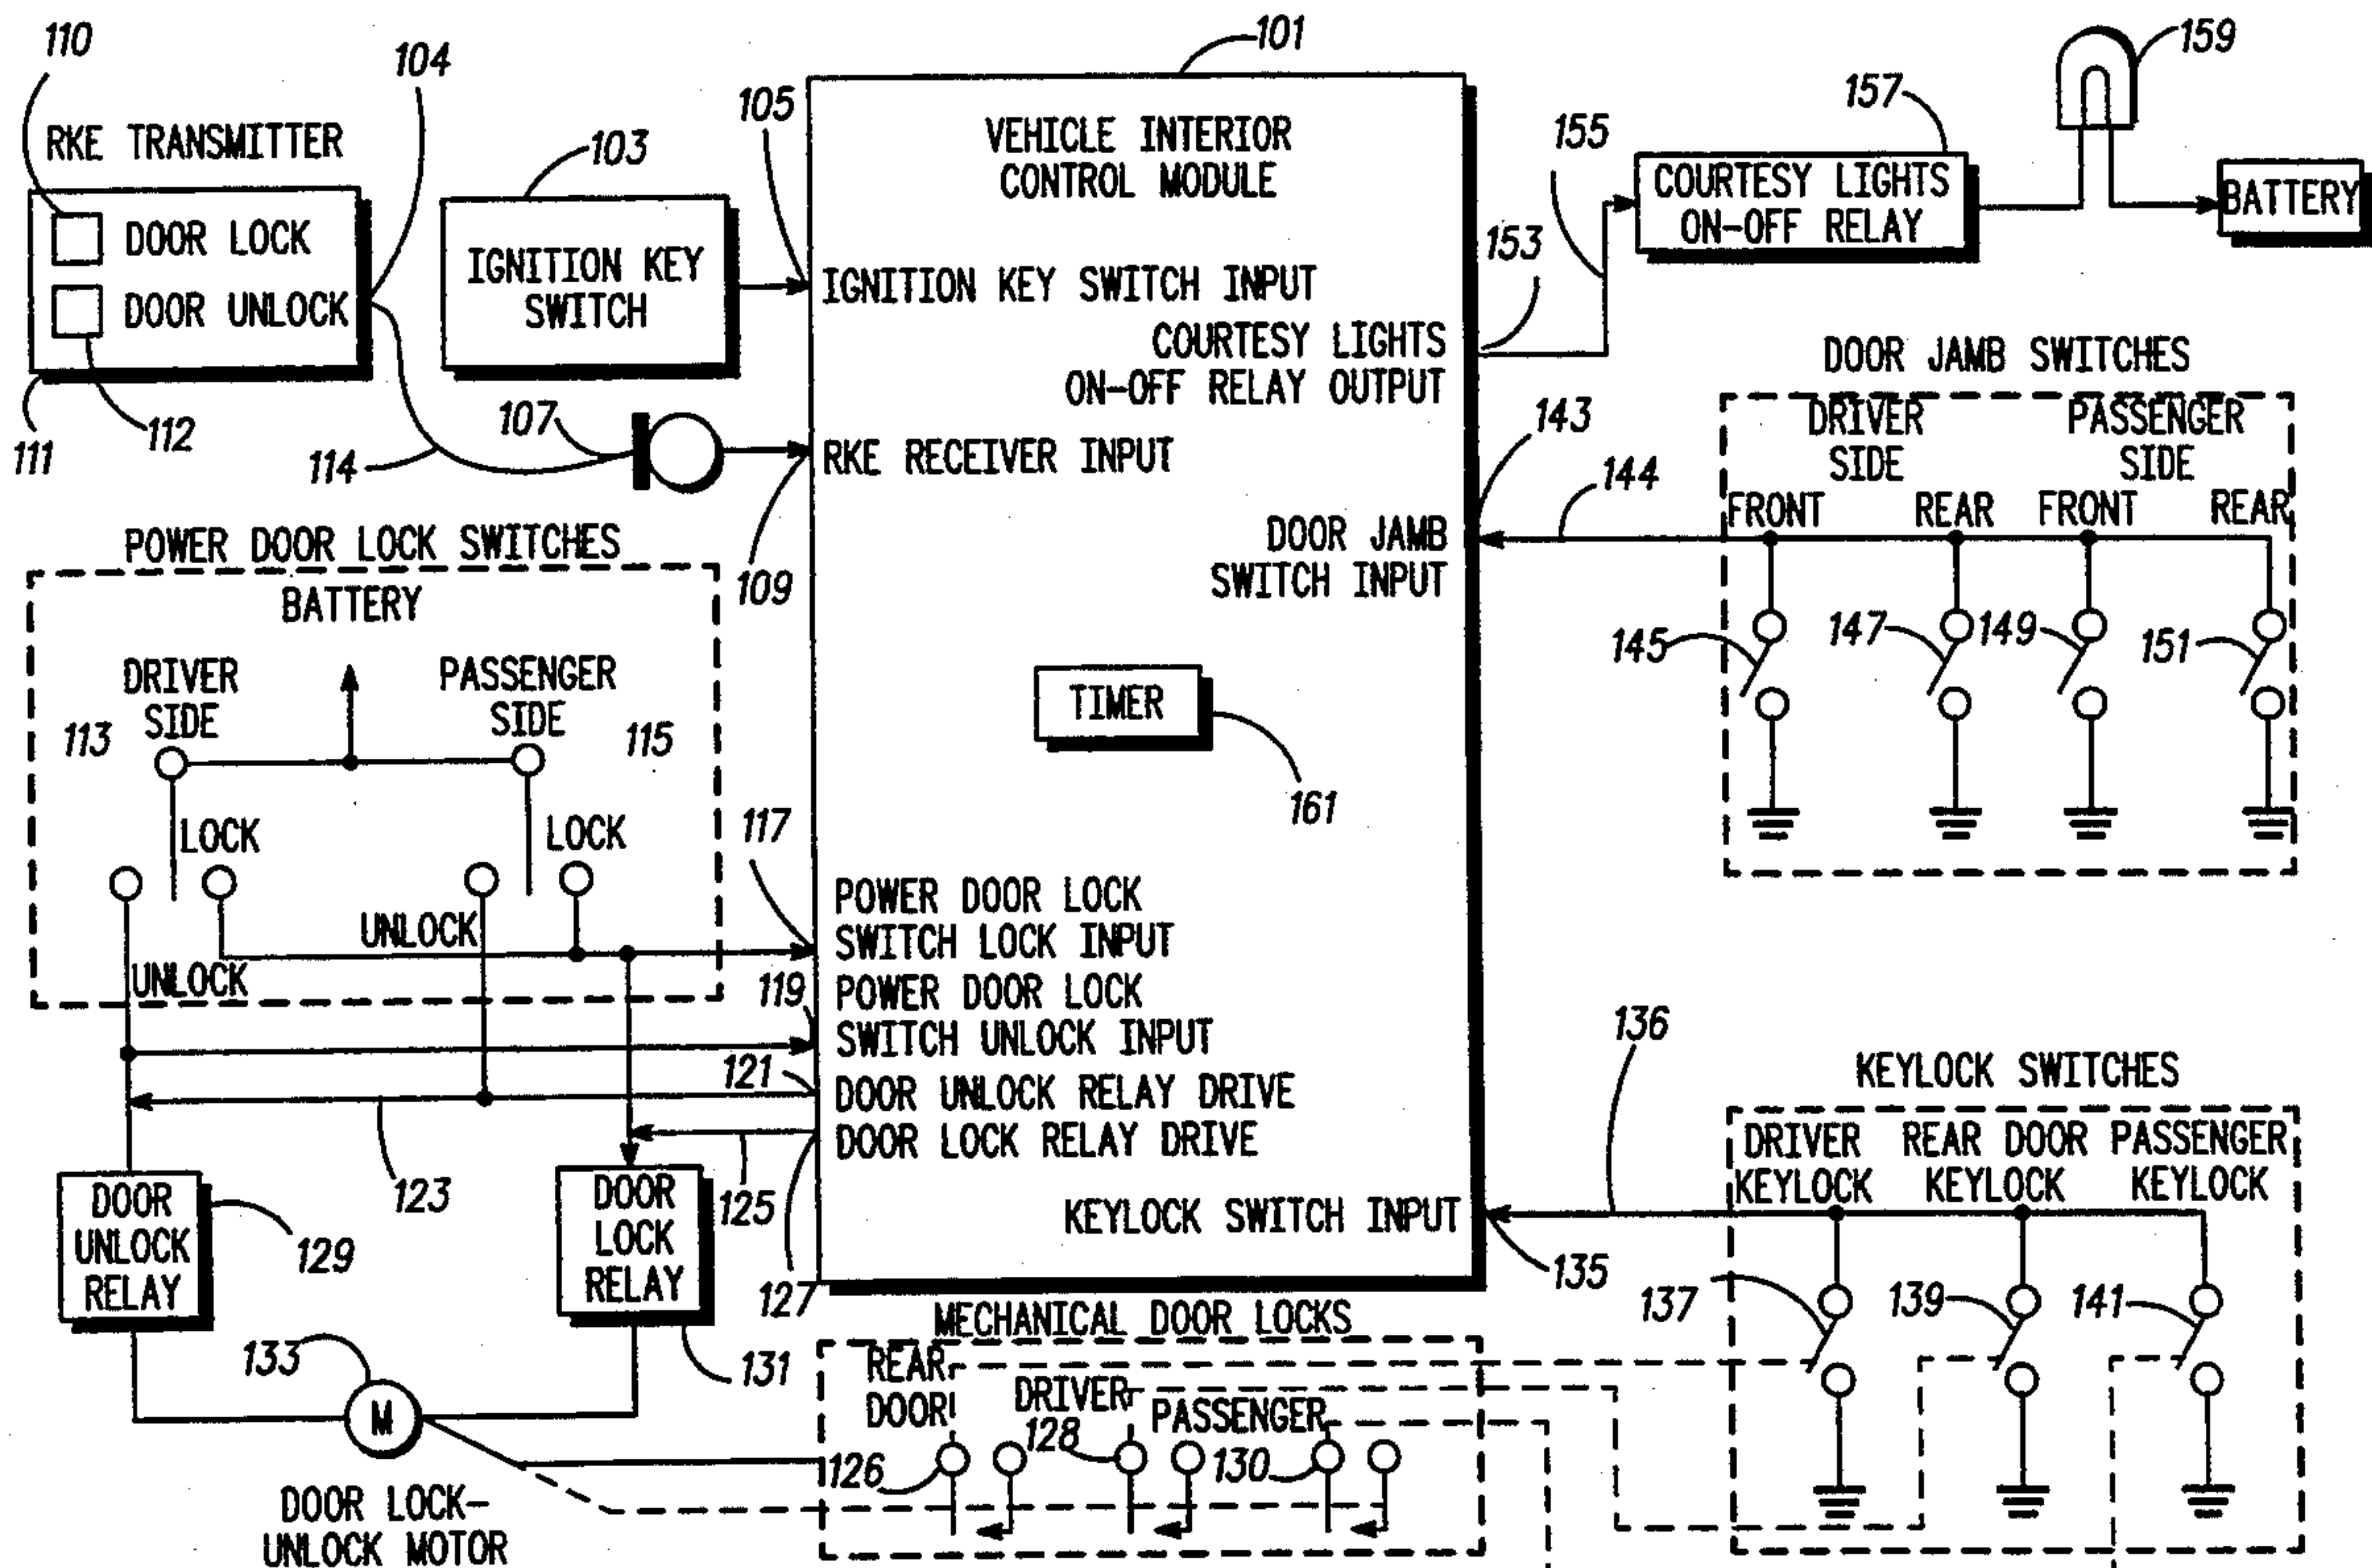 110
104
101
159
RKE TRANSMITTER
DOOR LOCK
DOOR UNLOCK
111
112
114
103
IGNITION KEY
SWITCH
105
107
109
VEHICLE INTERIOR
CONTROL MODULE
IGNITION KEY SWITCH INPUT
COURTESY LIGHTS
ON-OFF RELAY OUTPUT
RKE RECEIVER INPUT
DOOR JAMB
SWITCH INPUT
TIMER
161
153
155
157
COURTESY LIGHTS
ON-OFF RELAY
BATTERY
143
144
DOOR JAMB SWITCHES
DRIVER
SIDE
PASSENGER
SIDE
FRONT
REAR
FRONT
REAR
145
147
149
151
POWER DOOR LOCK SWITCHES
BATTERY
DRIVER
SIDE
PASSENGER
SIDE
113
115
LOCK
LOCK
UNLOCK
UNLOCK
117
119
121
POWER DOOR LOCK
SWITCH LOCK INPUT
POWER DOOR LOCK
SWITCH UNLOCK INPUT
DOOR UNLOCK RELAY DRIVE
DOOR LOCK RELAY DRIVE
KEYLOCK SWITCH INPUT
123
125
127
DOOR
UNLOCK
RELAY
129
DOOR
LOCK
RELAY
131
133
M
DOOR LOCK-
UNLOCK MOTOR
135
136
KEYLOCK SWITCHES
DRIVER
KEYLOCK
REAR DOOR
KEYLOCK
PASSENGER
KEYLOCK
137
139
141
MECHANICAL DOOR LOCKS
REAR
DOOR
DRIVER
PASSENGER
126
128
130